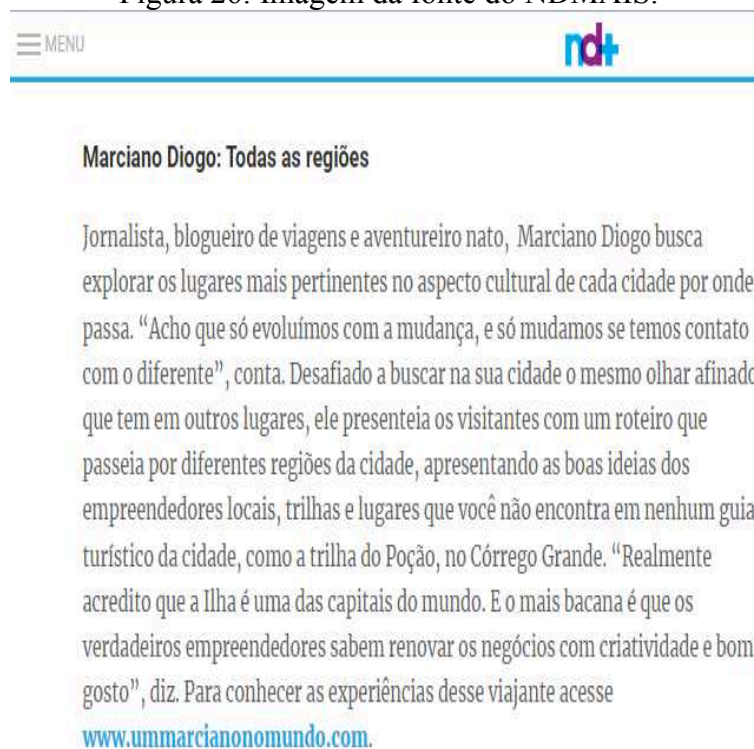 Figura 20: Imagem da fonte do NDMAIS.
MENU
nd+
Marciano Diogo: Todas as regiões
Jornalista, blogueiro de viagens e aventureiro nato, Marciano Diogo busca
explorar os lugares mais pertinentes no aspecto cultural de cada cidade por onde
passa. “Acho que só evoluímos com a mudança, e só mudamos se temos contato
com o diferente”, conta. Desafiado a buscar na sua cidade o mesmo olhar afinado
que tem em outros lugares, ele presenteia os visitantes com um roteiro que
passeia por diferentes regiões da cidade, apresentando as boas ideias dos
empreendedores locais, trilhas e lugares que você não encontra em nenhum guia
turístico da cidade, como a trilha do Poção, no Córrego Grande. “Realmente
acredito que a Ilha é uma das capitais do mundo. E o mais bacana é que os
verdadeiros empreendedores sabem renovar os negócios com criatividade e bom
gosto”, diz. Para conhecer as experiências desse viajante acesse
www.ummarcianonomundo.com.